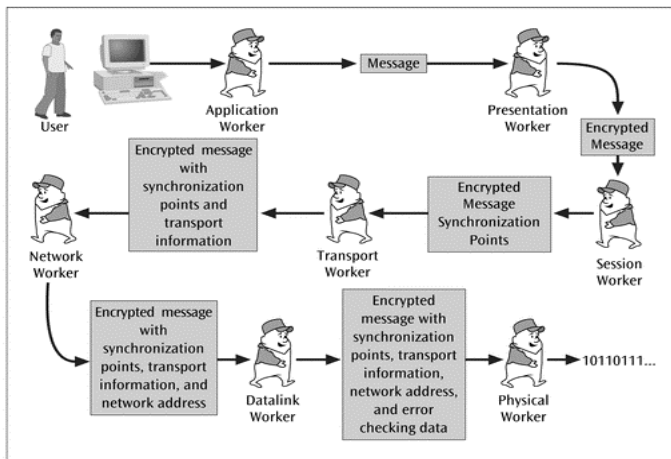 User
Application
Worker
Message
Presentation
Worker
Encrypted
Message
Session
Worker
Encrypted
Message
Synchronization
Points
Transport
Worker
Encrypted message
with
synchronization
points and
transport
information
Network
Worker
Encrypted message
with
synchronization
points, transport
information, and
network address
Datalink
Worker
Encrypted
message with
synchronization
points, transport
information,
network address,
and error
checking data
Physical
Worker
10110111...